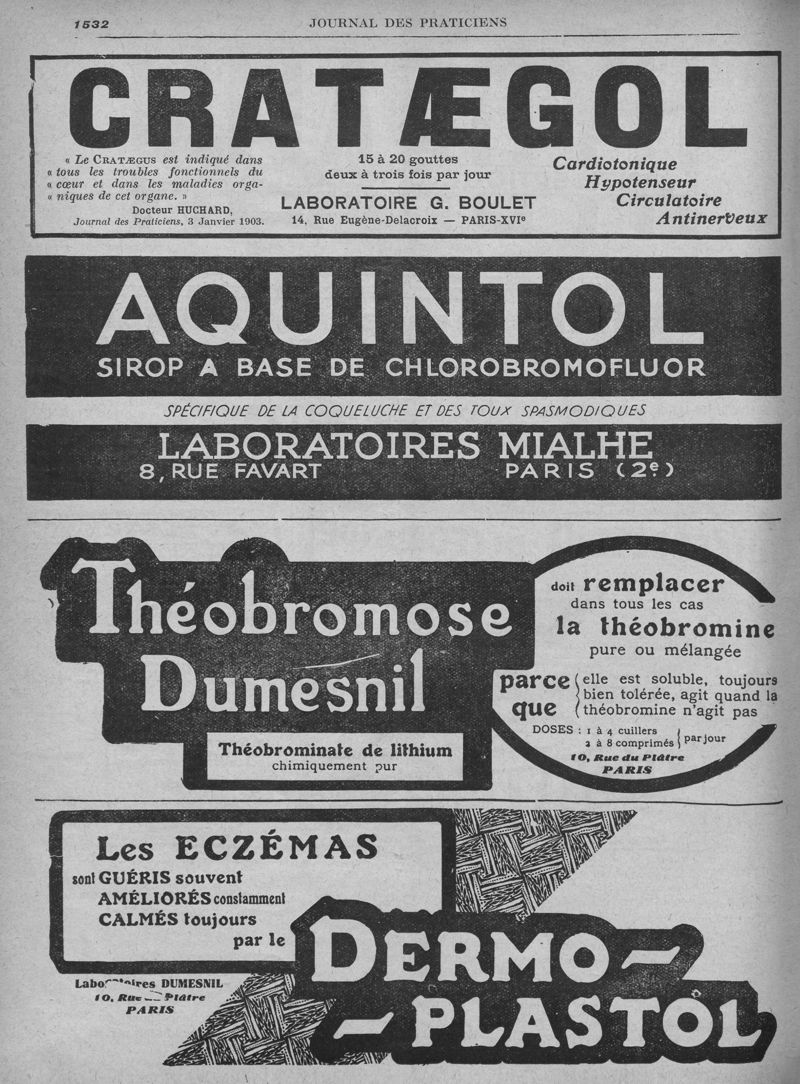 1532
JOURNAL DES PRATICIENS
CRATÆGOL
« Le CRATÆGUS est indiqué dans
« tous les troubles fonctionnels du
« cœur et dans les maladies orga-
« niques de cet organe. »
Docteur HUCHARD,
Journal des Praticiens, 3 Janvier 1903.
15 à 20 gouttes
deux à trois fois par jour
LABORATOIRE G. BOULET
14, Rue Eugène-Delacroix — PARIS-XVIe
Cardiotonique
Hypotenseur
Circulatoire
Antinerveux
AQUINTOL
SIROP A BASE DE CHLOROBROMOFLUOR
SPÉCIFIQUE DE LA COQUELUCHE ET DES TOUX SPASMODIQUES
LABORATOIRES MIALHE
8, RUE FAVART PARIS (2e.)
Théobromose
Dumesnil
Théobrominate de lithium
chimiquement pur
doit remplacer
dans tous les cas
la théobromine
pure ou mélangée
parce que
elle est soluble, toujours
bien tolérée, agit quand la
théobromine n'agit pas
DOSES : 1 à 4 cuillers
2 à 8 comprimés } par jour
10, Rue du Plâtre
PARIS
Les ECZÉMAS
sont GUÉRIS souvent
AMÉLIORÉS constamment
CALMÉS toujours
par le
DERMO-
-PLASTOL
DUMESNIL
10, Rue Plâtre
PARIS